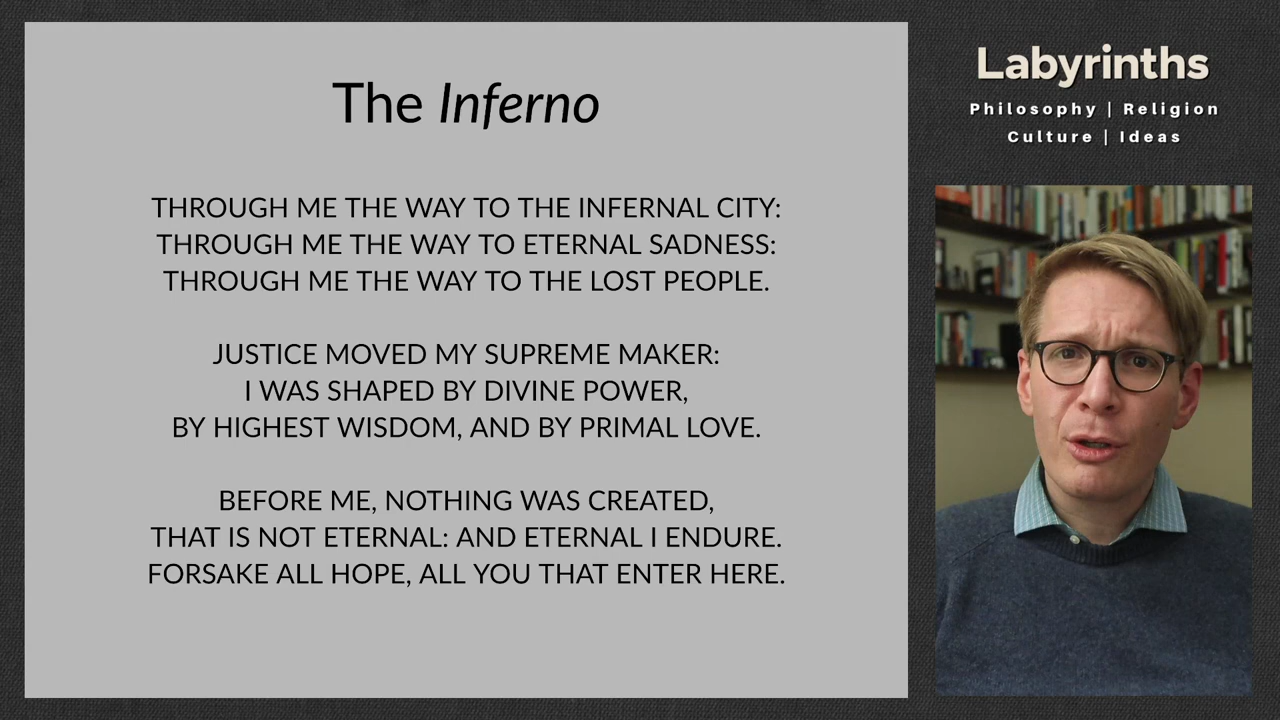 The Inferno
THROUGH ME THE WAY TO THE INFERNAL CITY:
THROUGH ME THE WAY TO ETERNAL SADNESS:
THROUGH ME THE WAY TO THE LOST PEOPLE.
JUSTICE MOVED MY SUPREME MAKER:
I WAS SHAPED BY DIVINE POWER,
BY HIGHEST WISDOM, AND BY PRIMAL LOVE.
BEFORE ME, NOTHING WAS CREATED,
THAT IS NOT ETERNAL: AND ETERNAL I ENDURE.
FORSAKE ALL HOPE, ALL YOU THAT ENTER HERE.
Labyrinths
Philosophy | Religion
Culture | Ideas